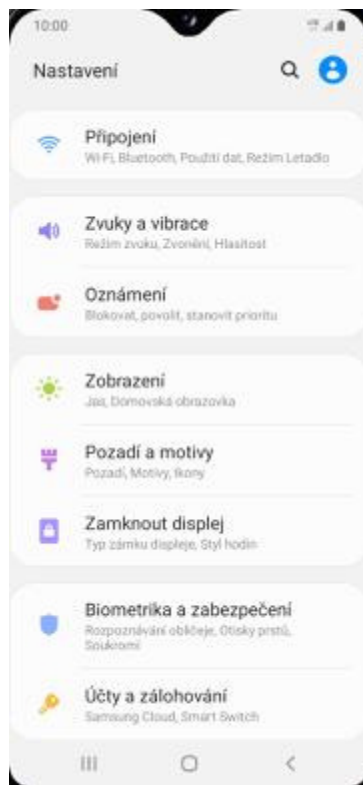 10:00
Nastavení
Připojení
Wi-Fi, Bluetooth, Použití dat, Režim Letadlo
Zvuky a vibrace
Režim zvuku, Zvonění, Hlasitost
Oznámení
Blokovat, povolit, stanovit prioritu
Zobrazení
Jas, Domovská obrazovka
Pozadí a motivy
Pozadí, Motivy, Ikony
Zamknout displej
Typ zámku displeje, Styl hodin
Biometrika a zabezpečení
Rozpoznávání obličeje, Otisky prstů,
Soukromí
Účty a zálohování
Samsung Cloud, Smart Switch